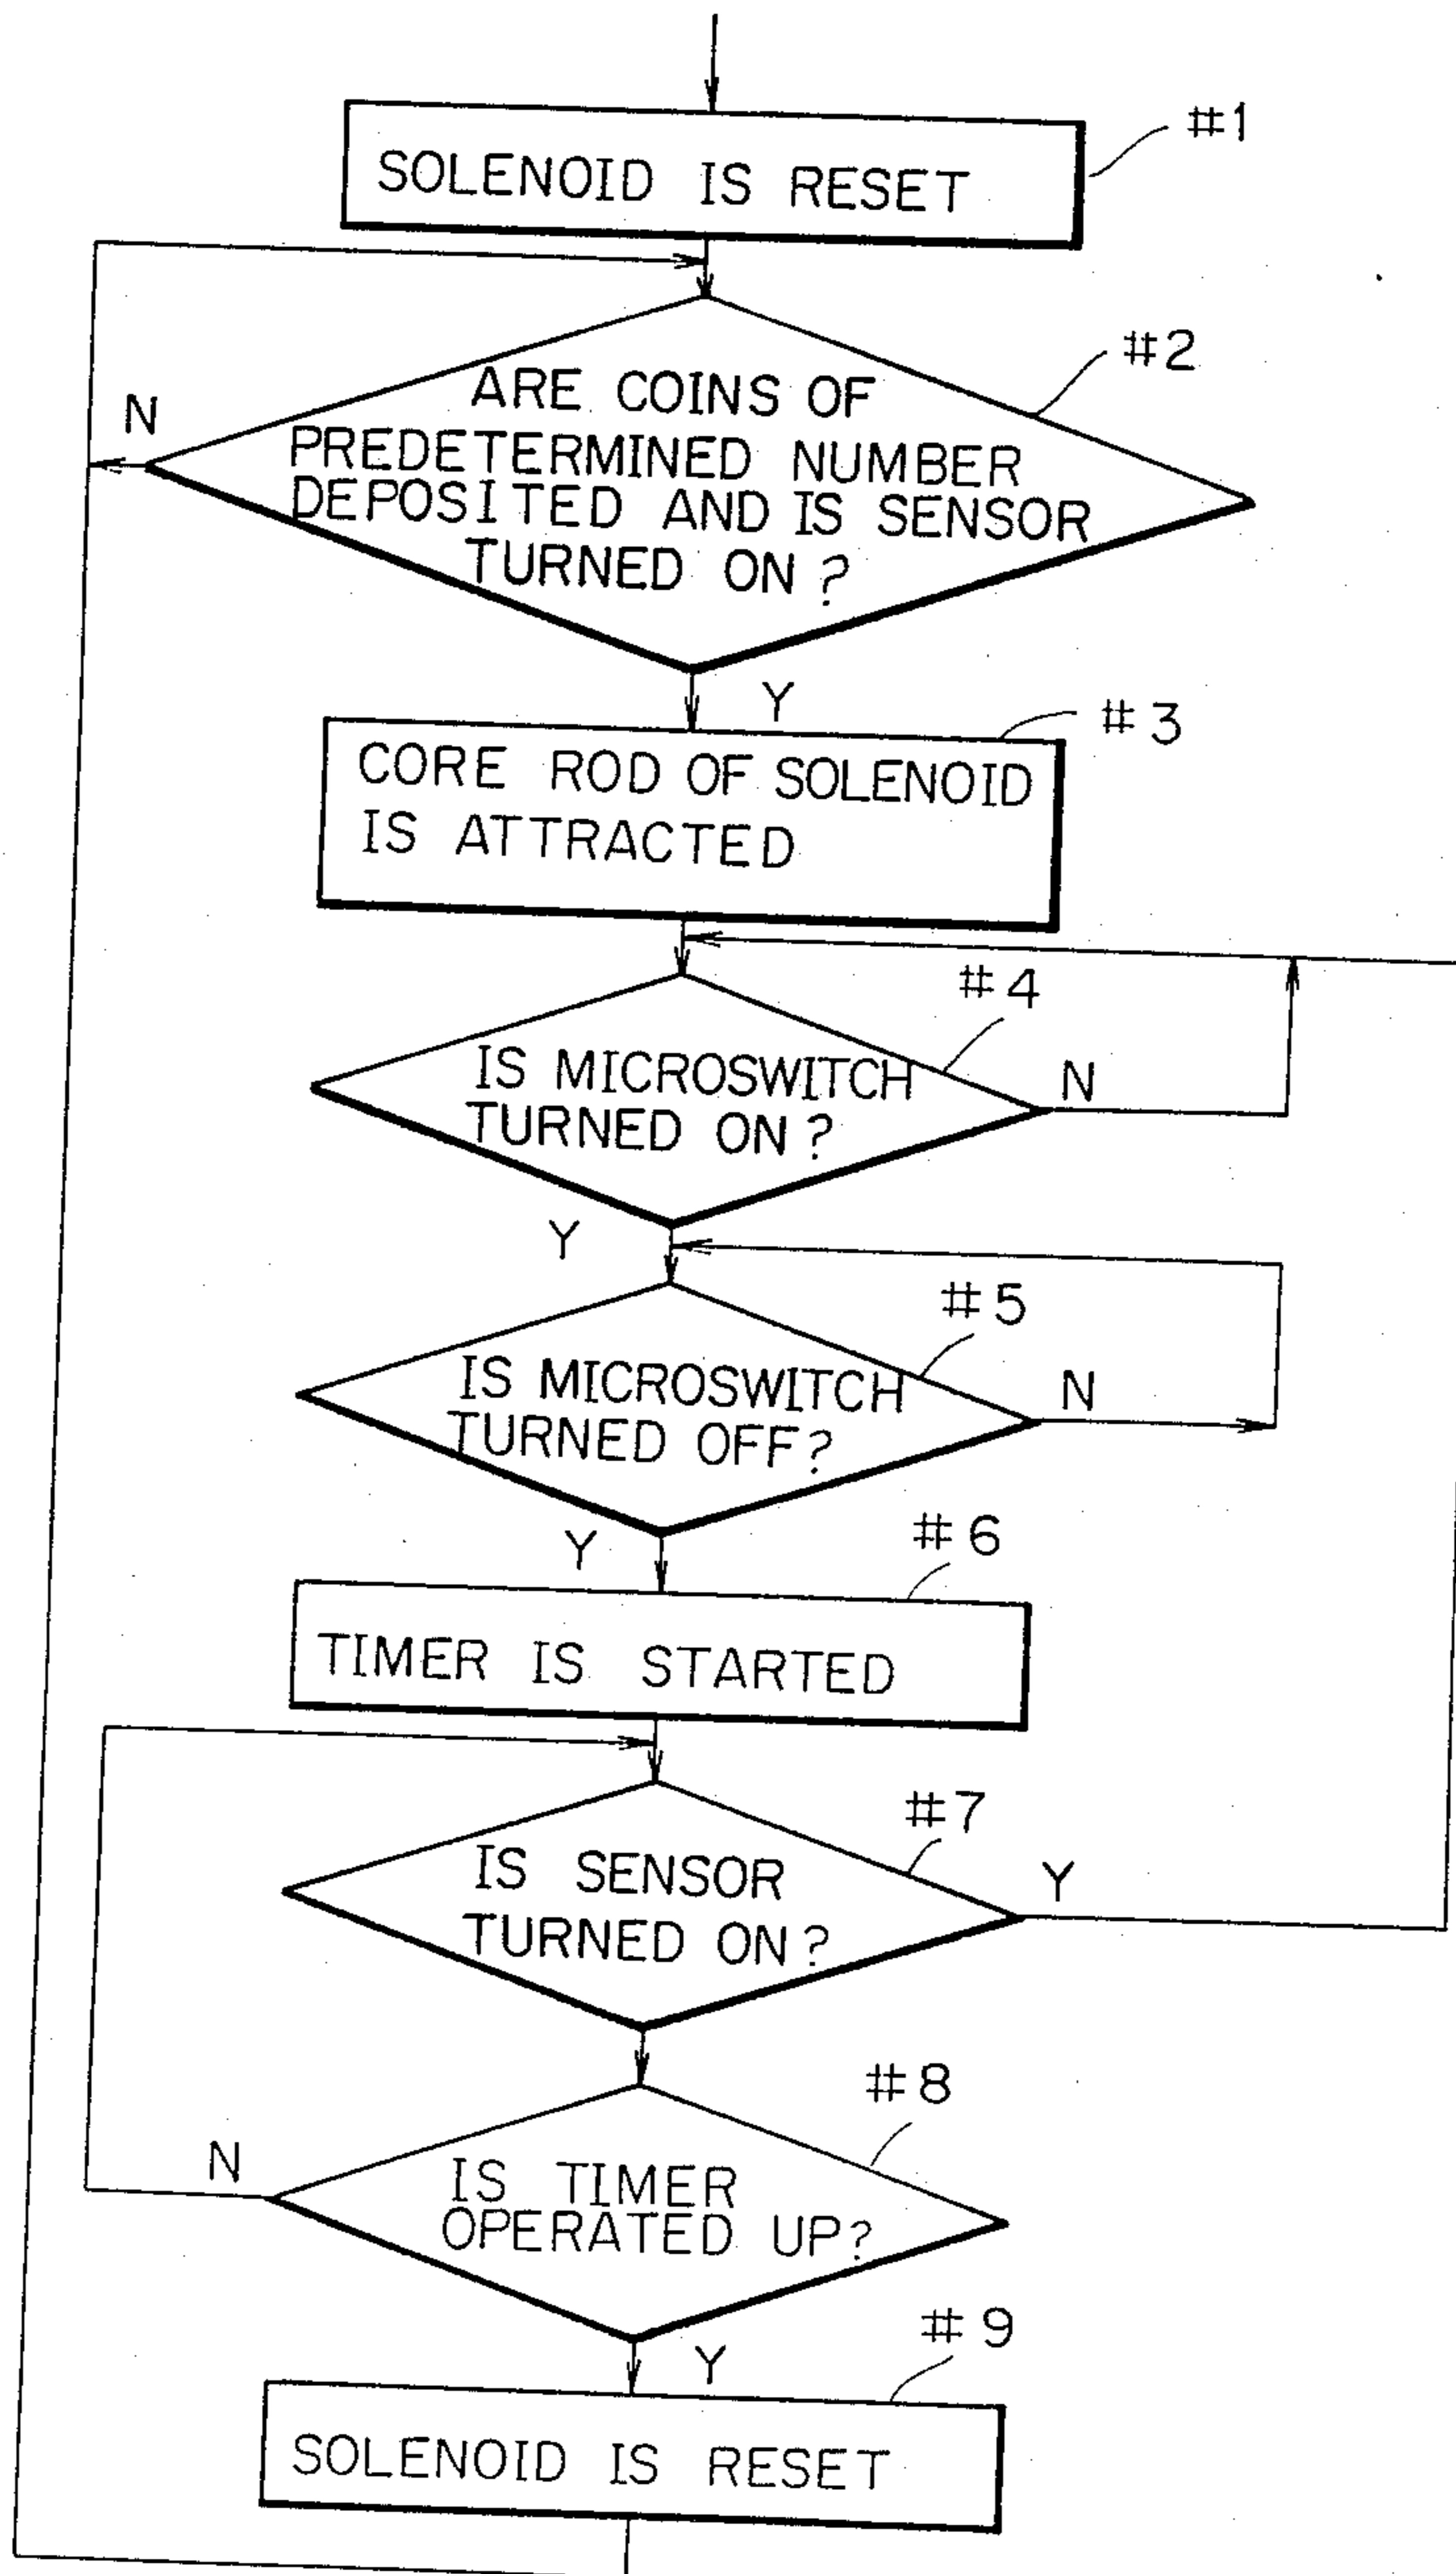 #1
SOLENOID IS RESET
#2
ARE COINS OF
PREDETERMINED NUMBER
DEPOSITED AND IS SENSOR
TURNED ON?
N
Y
#3
CORE ROD OF SOLENOID
IS ATTRACTED
#4
IS MICROSWITCH
TURNED ON?
N
Y
#5
IS MICROSWITCH
TURNED OFF?
N
Y
#6
TIMER IS STARTED
#7
IS SENSOR
TURNED ON?
Y
#8
N
IS TIMER
OPERATED UP?
Y
#9
SOLENOID IS RESET